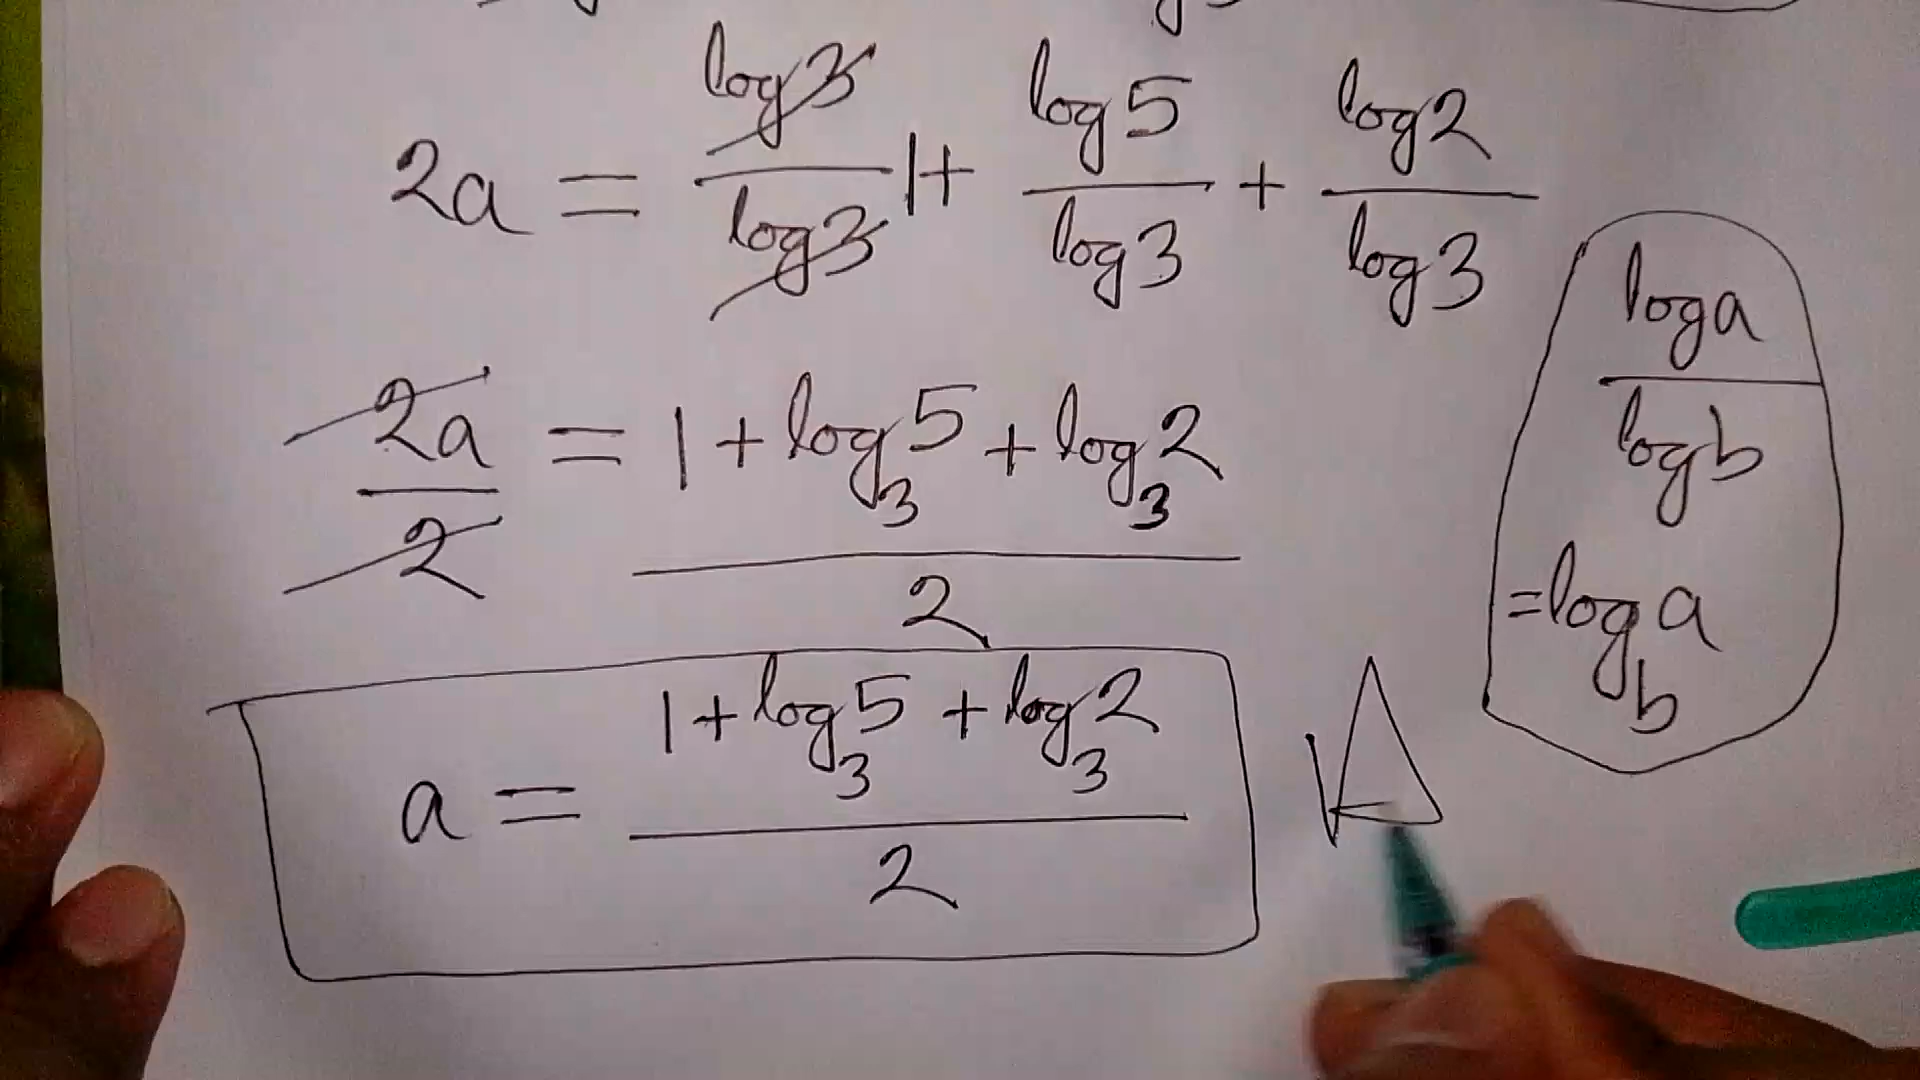 2a = log3/log3 1+ log5/log3 + log2/log3
2a/2 = 1 + log₃5 + log₃2 / 2
a = 1 + log₃5 + log₃2 / 2
loga/logb
=log_b a